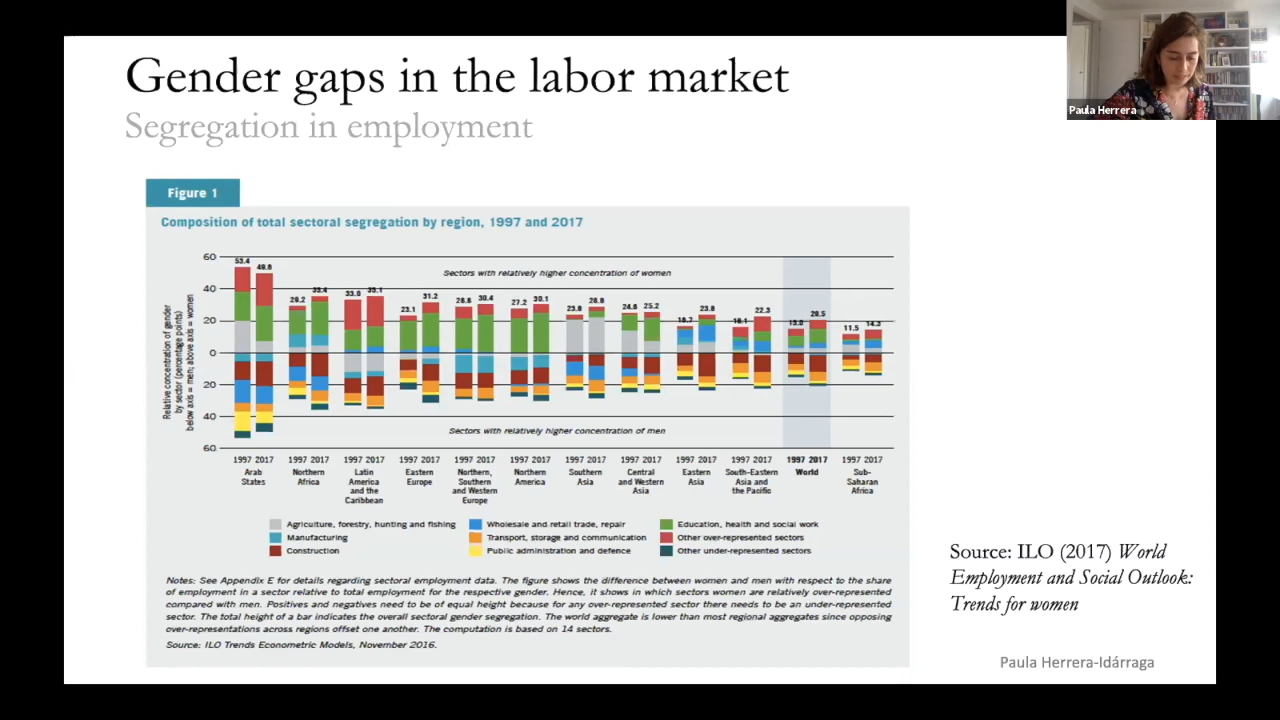 Gender gaps in the labor market
Segregation in employment
Paula Herrera
Figure 1
Composition of total sectoral segregation by region, 1997 and 2017
Relative concentration of gender
by sector (percentage points)
below axis = men; above axis = women
60
40
20
0
20
40
60
Sectors with relatively higher concentration of women
Sectors with relatively higher concentration of men
53.4 49.8
29.2 35.4
33.0 35.1
23.1 31.2
28.6 30.4
27.2 30.1
23.8 28.8
24.6 25.2
16.7 23.8
16.1 22.3
15.0 20.5
11.5 14.3
1997 2017 1997 2017 1997 2017 1997 2017 1997 2017 1997 2017 1997 2017 1997 2017 1997 2017 1997 2017 1997 2017 1997 2017
Arab
States
Northern
Africa
Latin
America
and the
Caribbean
Eastern
Europe
Northern,
Southern
and Western
Europe
Northern
America
Southern
Asia
Central
and Western
Asia
Eastern
Asia
South-Eastern
Asia and
the Pacific
World
Sub-
Saharan
Africa
Agriculture, forestry, hunting and fishing
Manufacturing
Construction
Wholesale and retail trade, repair
Transport, storage and communication
Public administration and defence
Education, health and social work
Other over-represented sectors
Other under-represented sectors
Notes: See Appendix E for details regarding sectoral employment data. The figure shows the difference between women and men with respect to the share
of employment in a sector relative to total employment for the respective gender. Hence, it shows in which sectors women are relatively over-represented
compared with men. Positives and negatives need to be of equal height because for any over-represented sector there needs to be an under-represented
sector. The total height of a bar indicates the overall sectoral gender segregation. The world aggregate is lower than most regional aggregates since opposing
over-representations across regions offset one another. The computation is based on 14 sectors.
Source: ILO Trends Econometric Models, November 2016.
Source: ILO (2017) World
Employment and Social Outlook:
Trends for women
Paula Herrera-Idárraga